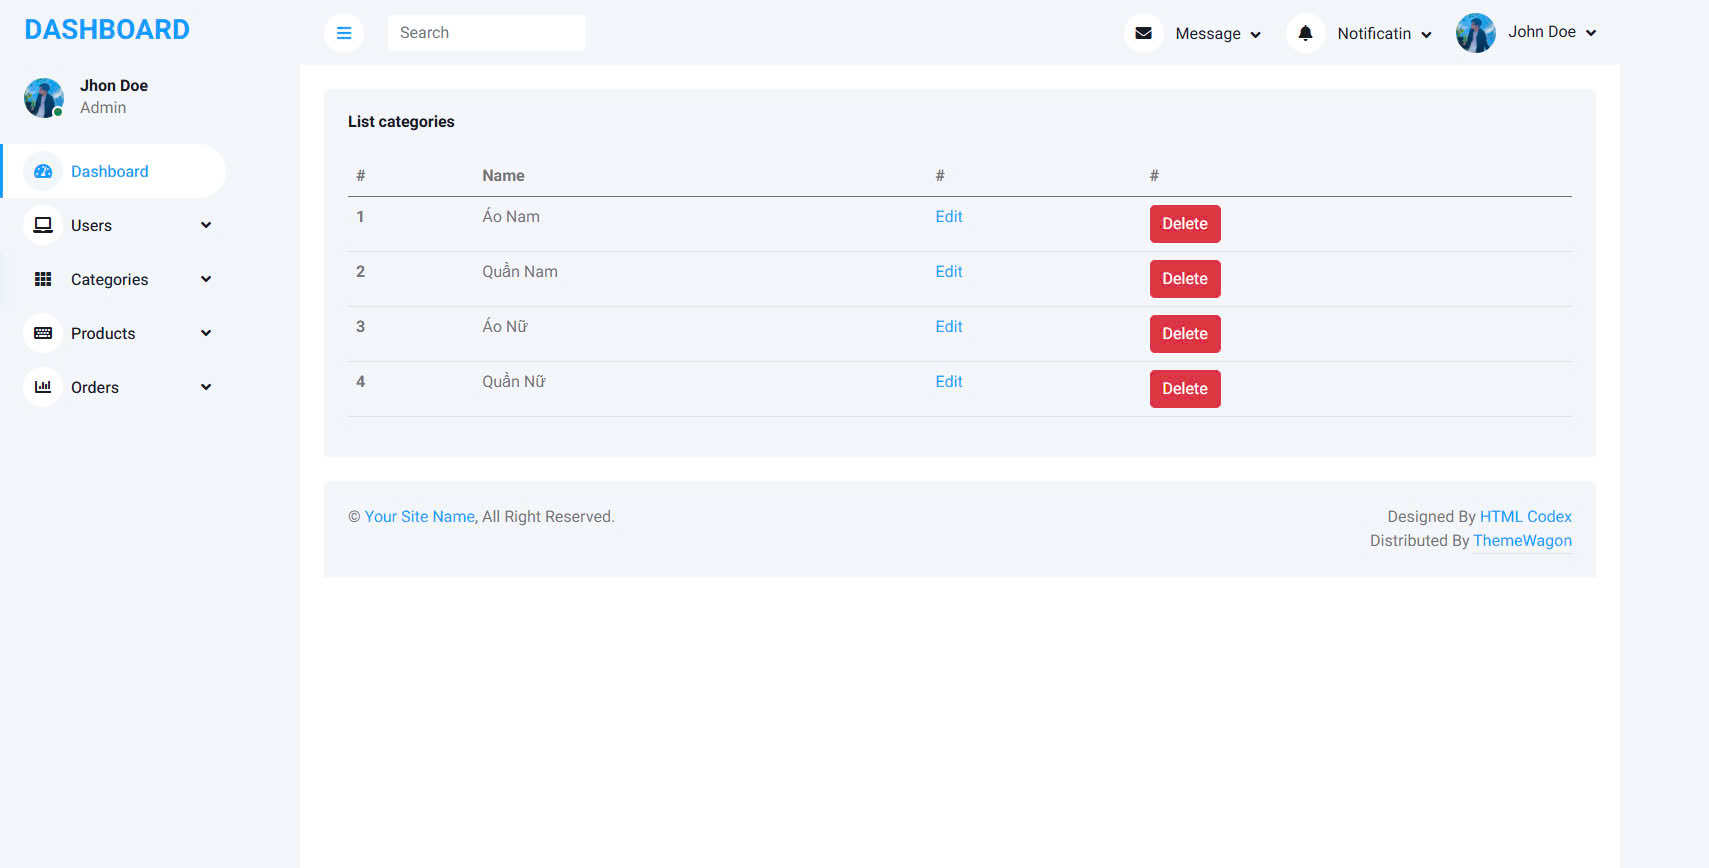 DASHBOARD
Search
Message
Notificatin
John Doe
Jhon Doe
Admin
Dashboard
Users
Categories
Products
Orders
List categories
# Name # #
1 Áo Nam Edit Delete
2 Quần Nam Edit Delete
3 Áo Nữ Edit Delete
4 Quần Nữ Edit Delete
© Your Site Name, All Right Reserved.
Designed By HTML Codex
Distributed By ThemeWagon